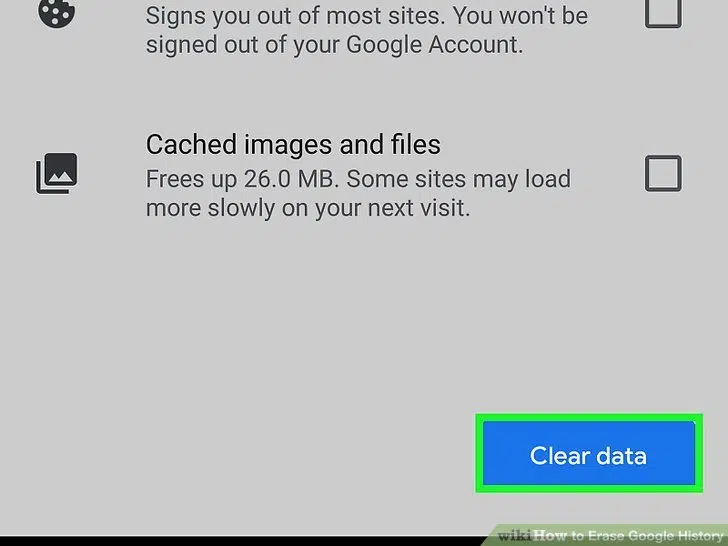 Signs you out of most sites. You won't be
signed out of your Google Account.
Cached images and files
Frees up 26.0 MB. Some sites may load
more slowly on your next visit.
Clear data
wikiHow to Erase Google History